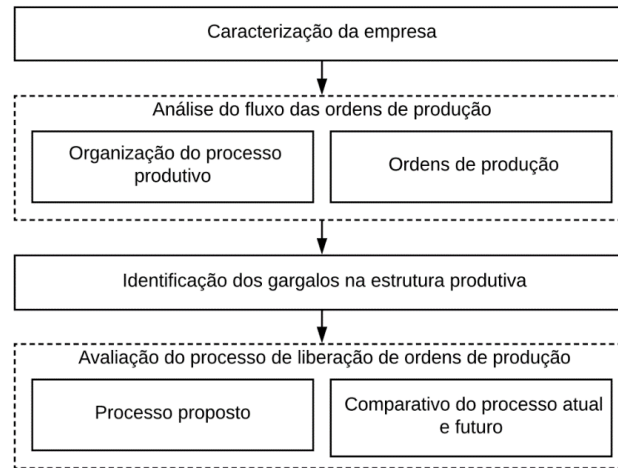 Caracterização da empresa
Análise do fluxo das ordens de produção
Organização do processo
produtivo
Ordens de produção
Identificação dos gargalos na estrutura produtiva
Avaliação do processo de liberação de ordens de produção
Processo proposto
Comparativo do processo atual
e futuro